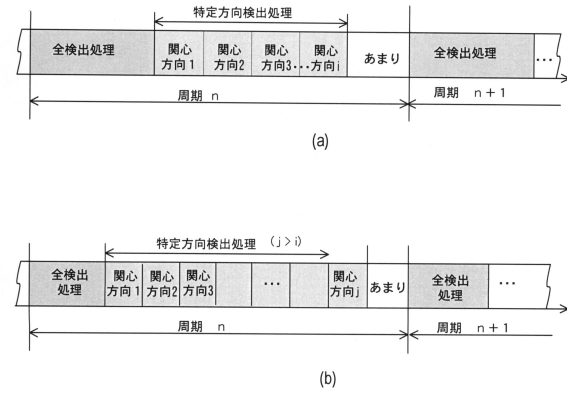 特定方向検出処理
全検出処理
関心方向1
関心方向2
関心方向3
…
関心方向i
あまり
全検出処理
…
周期 n
周期 n+1
(a)
特定方向検出処理 (j>i)
全検出処理
関心方向1
関心方向2
関心方向3
…
関心方向j
あまり
全検出処理
…
周期 n
周期 n+1
(b)